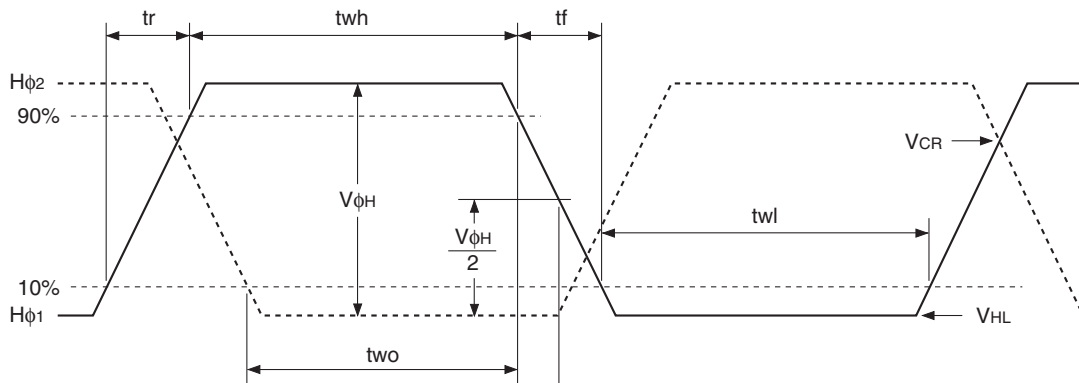 tr
twh
tf
Hϕ2
90%
VCR
VϕH
VϕH
2
twl
10%
Hϕ1
VHL
two